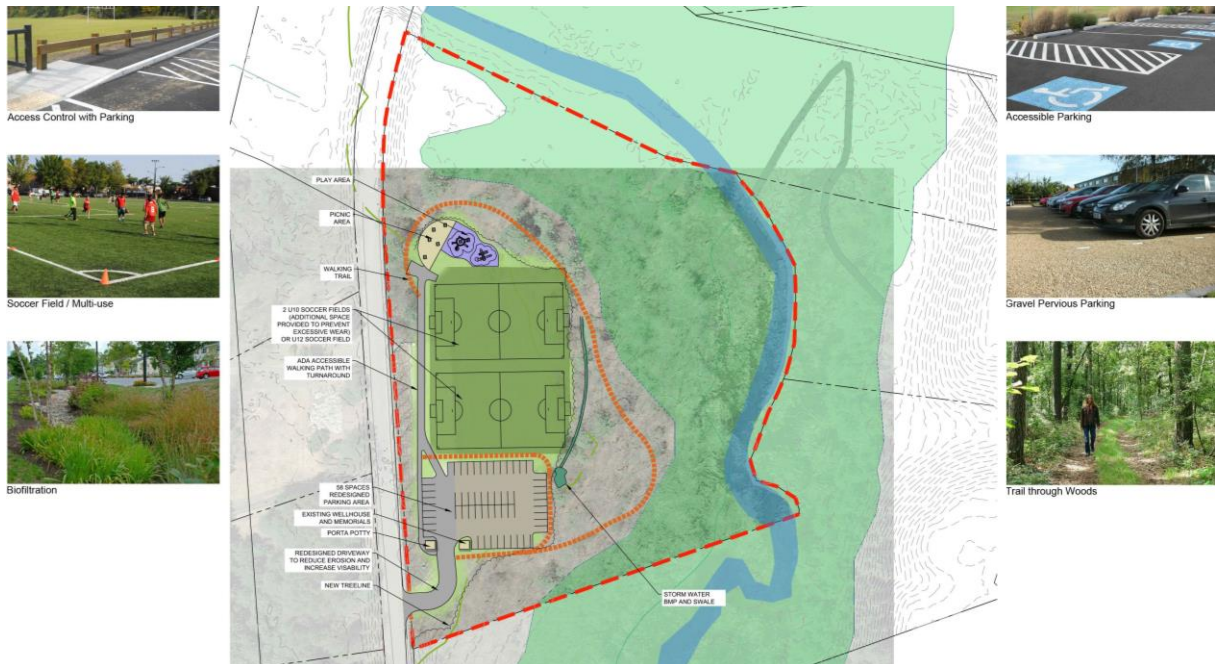 Access Control with Parking
Soccer Field / Multi-use
Biofiltration
PLAY AREA
PICNIC
AREA
WALKING
TRAIL
2 U10 SOCCER FIELDS
(ADDITIONAL SPACE
PROVIDED TO PREVENT
EXCESSIVE WEAR)
OR U12 SOCCER FIELD
ADA ACCESSIBLE
WALKING PATH WITH
TURNAROUND
58 SPACES
REDESIGNED
PARKING AREA
EXISTING WELLHOUSE
AND MEMORIALS
PORTA POTTY
REDESIGNED DRIVEWAY
TO REDUCE EROSION AND
INCREASE VISABILITY
NEW TREELINE
STORM WATER
BMP AND SWALE
Accessible Parking
Gravel Pervious Parking
Trail through Woods